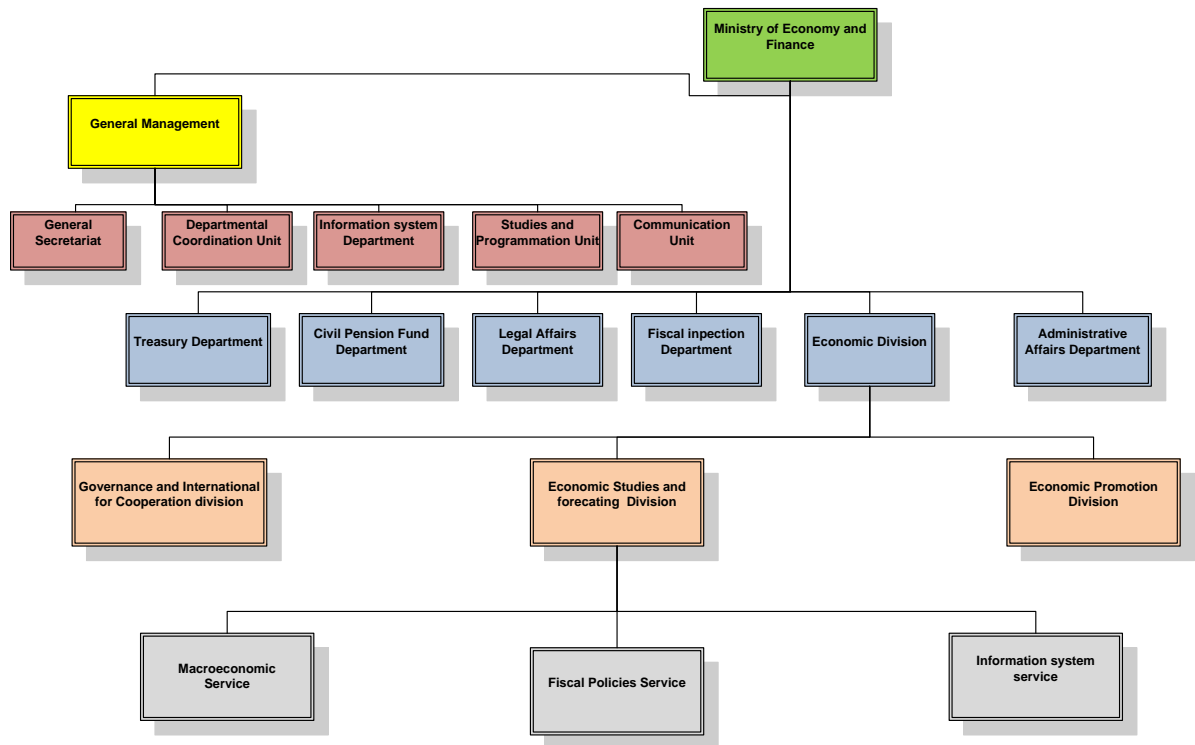 Ministry of Economy and
Finance
General Management
General
Secretariat
Departmental
Coordination Unit
Information system
Department
Studies and
Programmation Unit
Communication
Unit
Treasury Department
Civil Pension Fund
Department
Legal Affairs
Department
Fiscal inpection
Department
Economic Division
Administrative
Affairs Department
Governance and International
for Cooperation division
Economic Studies and
forecating Division
Economic Promotion
Division
Macroeconomic
Service
Fiscal Policies Service
Information system
service